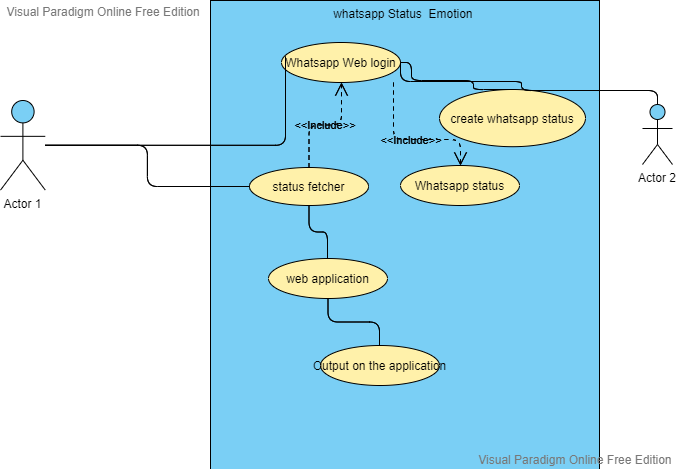 Visual Paradigm Online Free Edition
whatsapp Status  Emotion
Whatsapp Web login
create whatsapp status
<<Include>>
<<Include>>
Actor 1
Actor 2
status fetcher
Whatsapp status
web application
Output on the application
Visual Paradigm Online Free Edition